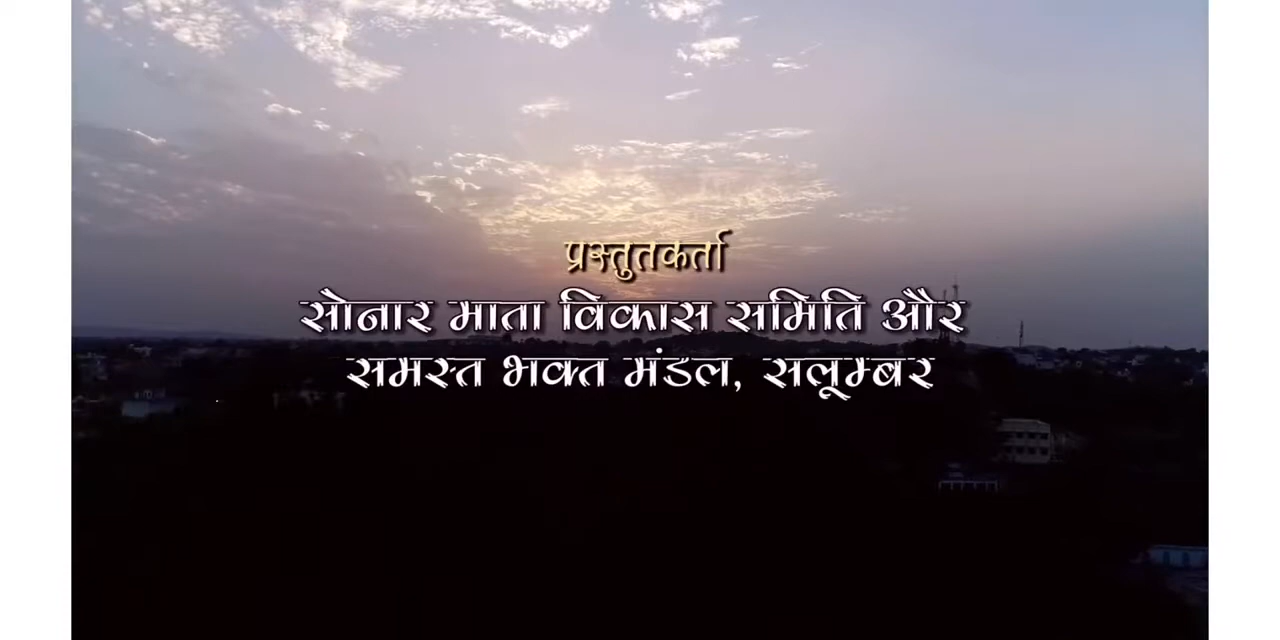 प्रस्तुतकर्ता
सोनार माता विकास समिति और
समस्त भक्त मंडल, सलूम्बर